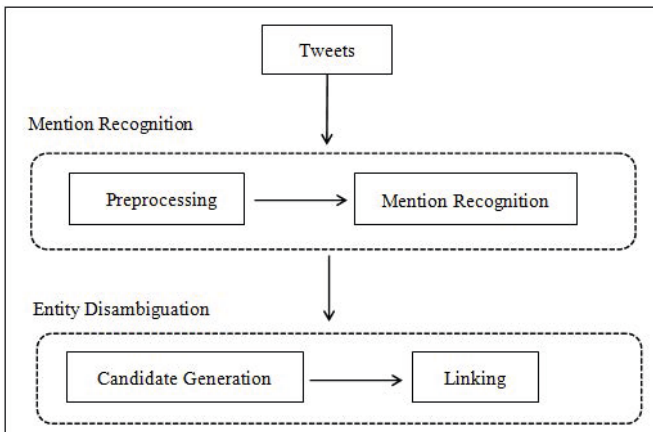 Tweets
Mention Recognition
Preprocessing
Mention Recognition
Entity Disambiguation
Candidate Generation
Linking